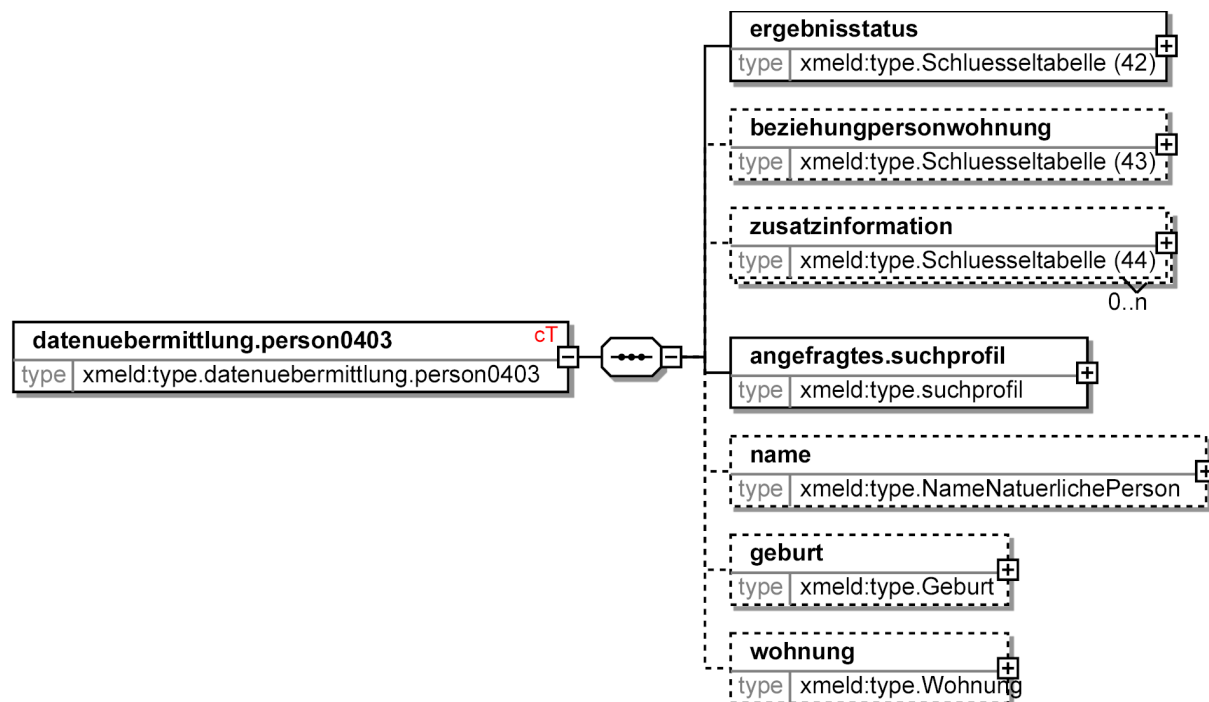 ergebnisstatus
type xmeld:type.Schluesseltabelle (42)
beziehungpersonwohnung
type xmeld:type.Schluesseltabelle (43)
zusatzinformation
type xmeld:type.Schluesseltabelle (44)
0..n
datenuebermittlung.person0403 cT
type xmeld:type.datenuebermittlung.person0403
angefragtes.suchprofil
type xmeld:type.suchprofil
name
type xmeld:type.NameNatuerlichePerson
geburt
type xmeld:type.Geburt
wohnung
type xmeld:type.Wohnung